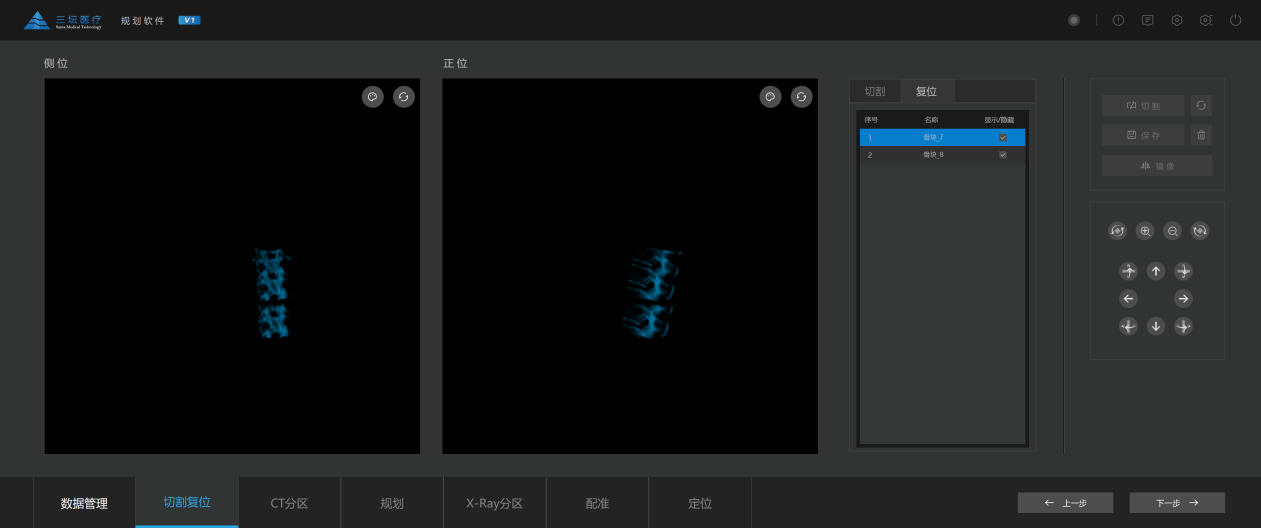 三坛医疗
Santa Medical Technology
规划软件
V1
侧位
正位
切割
复位
序号 名称 显示/隐藏
1 骨块_7
2 骨块_8
切割
保存
镜像
数据管理
切割复位
CT分区
规划
X-Ray分区
配准
定位
← 上一步
下一步 →